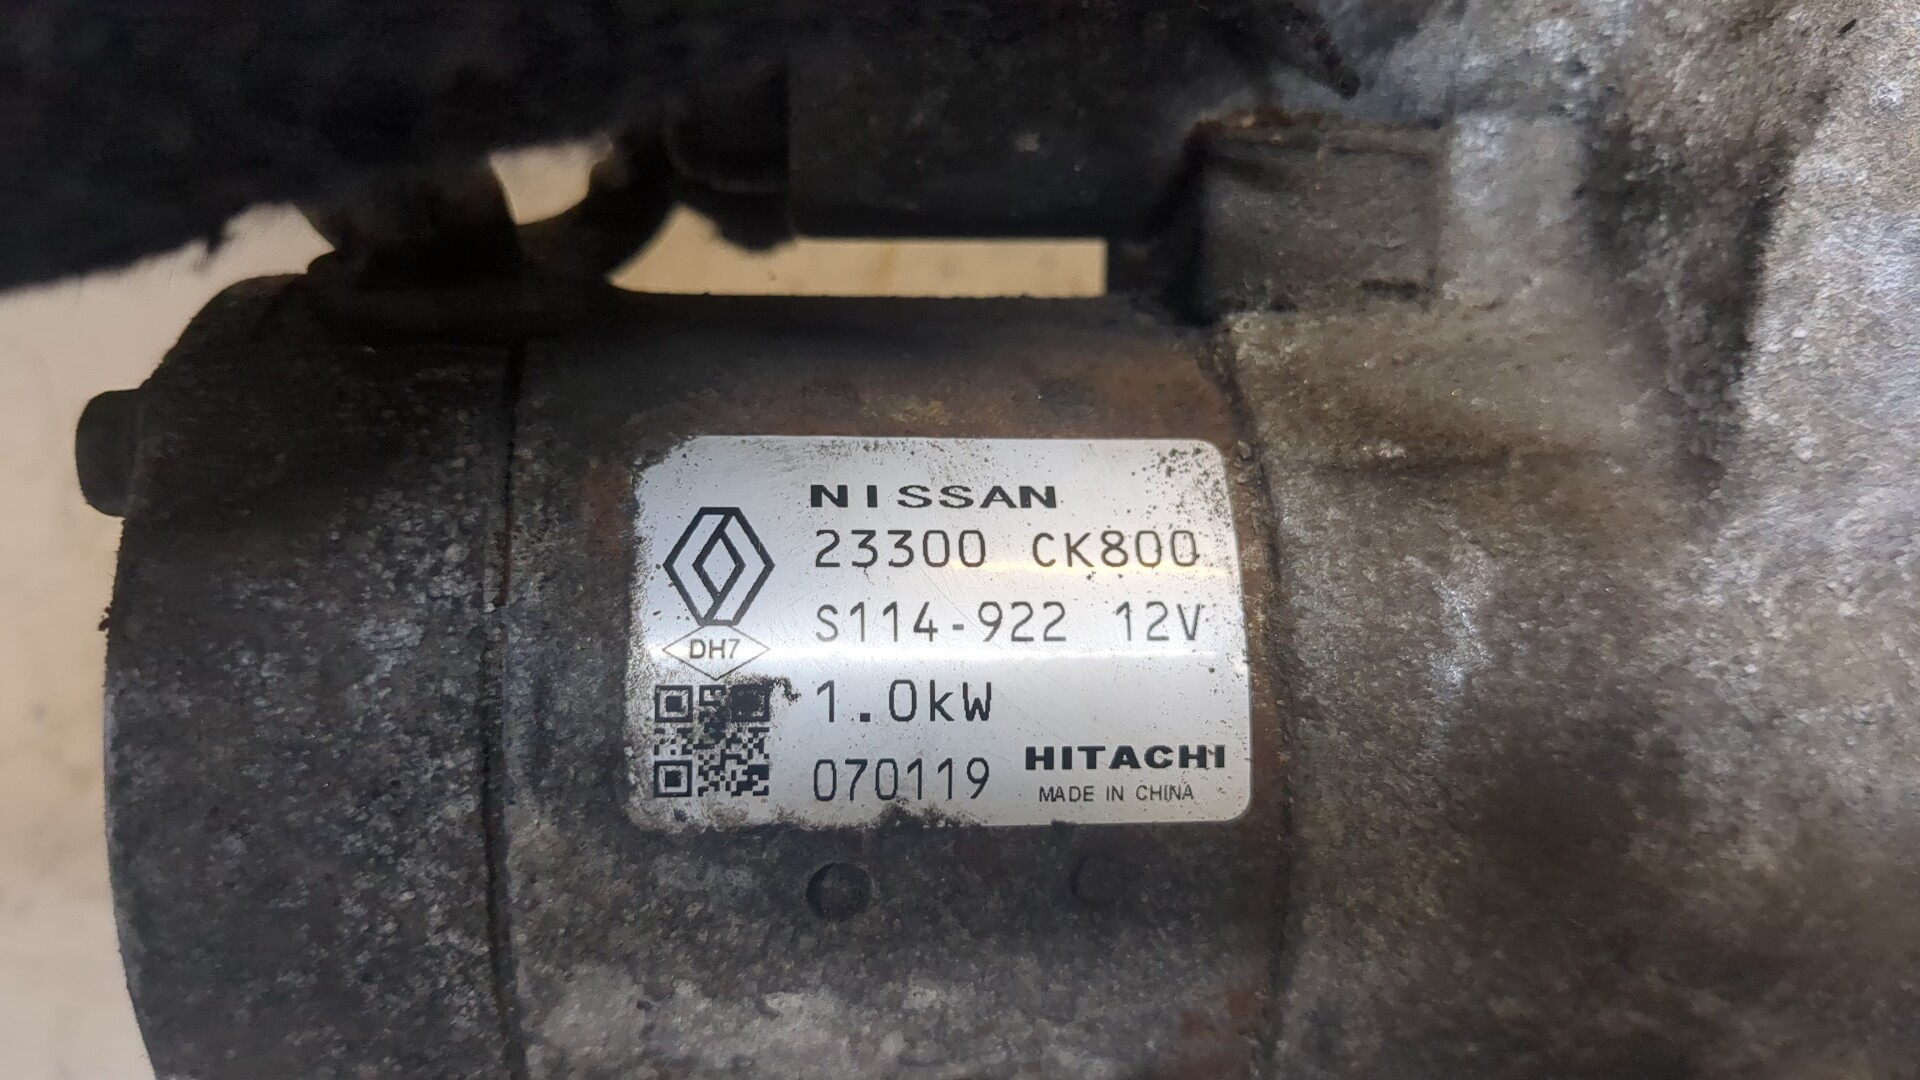 NISSAN
23300 CK800
S114-922 12V
DH7
1.0kW
070119 HITACHI
MADE IN CHINA